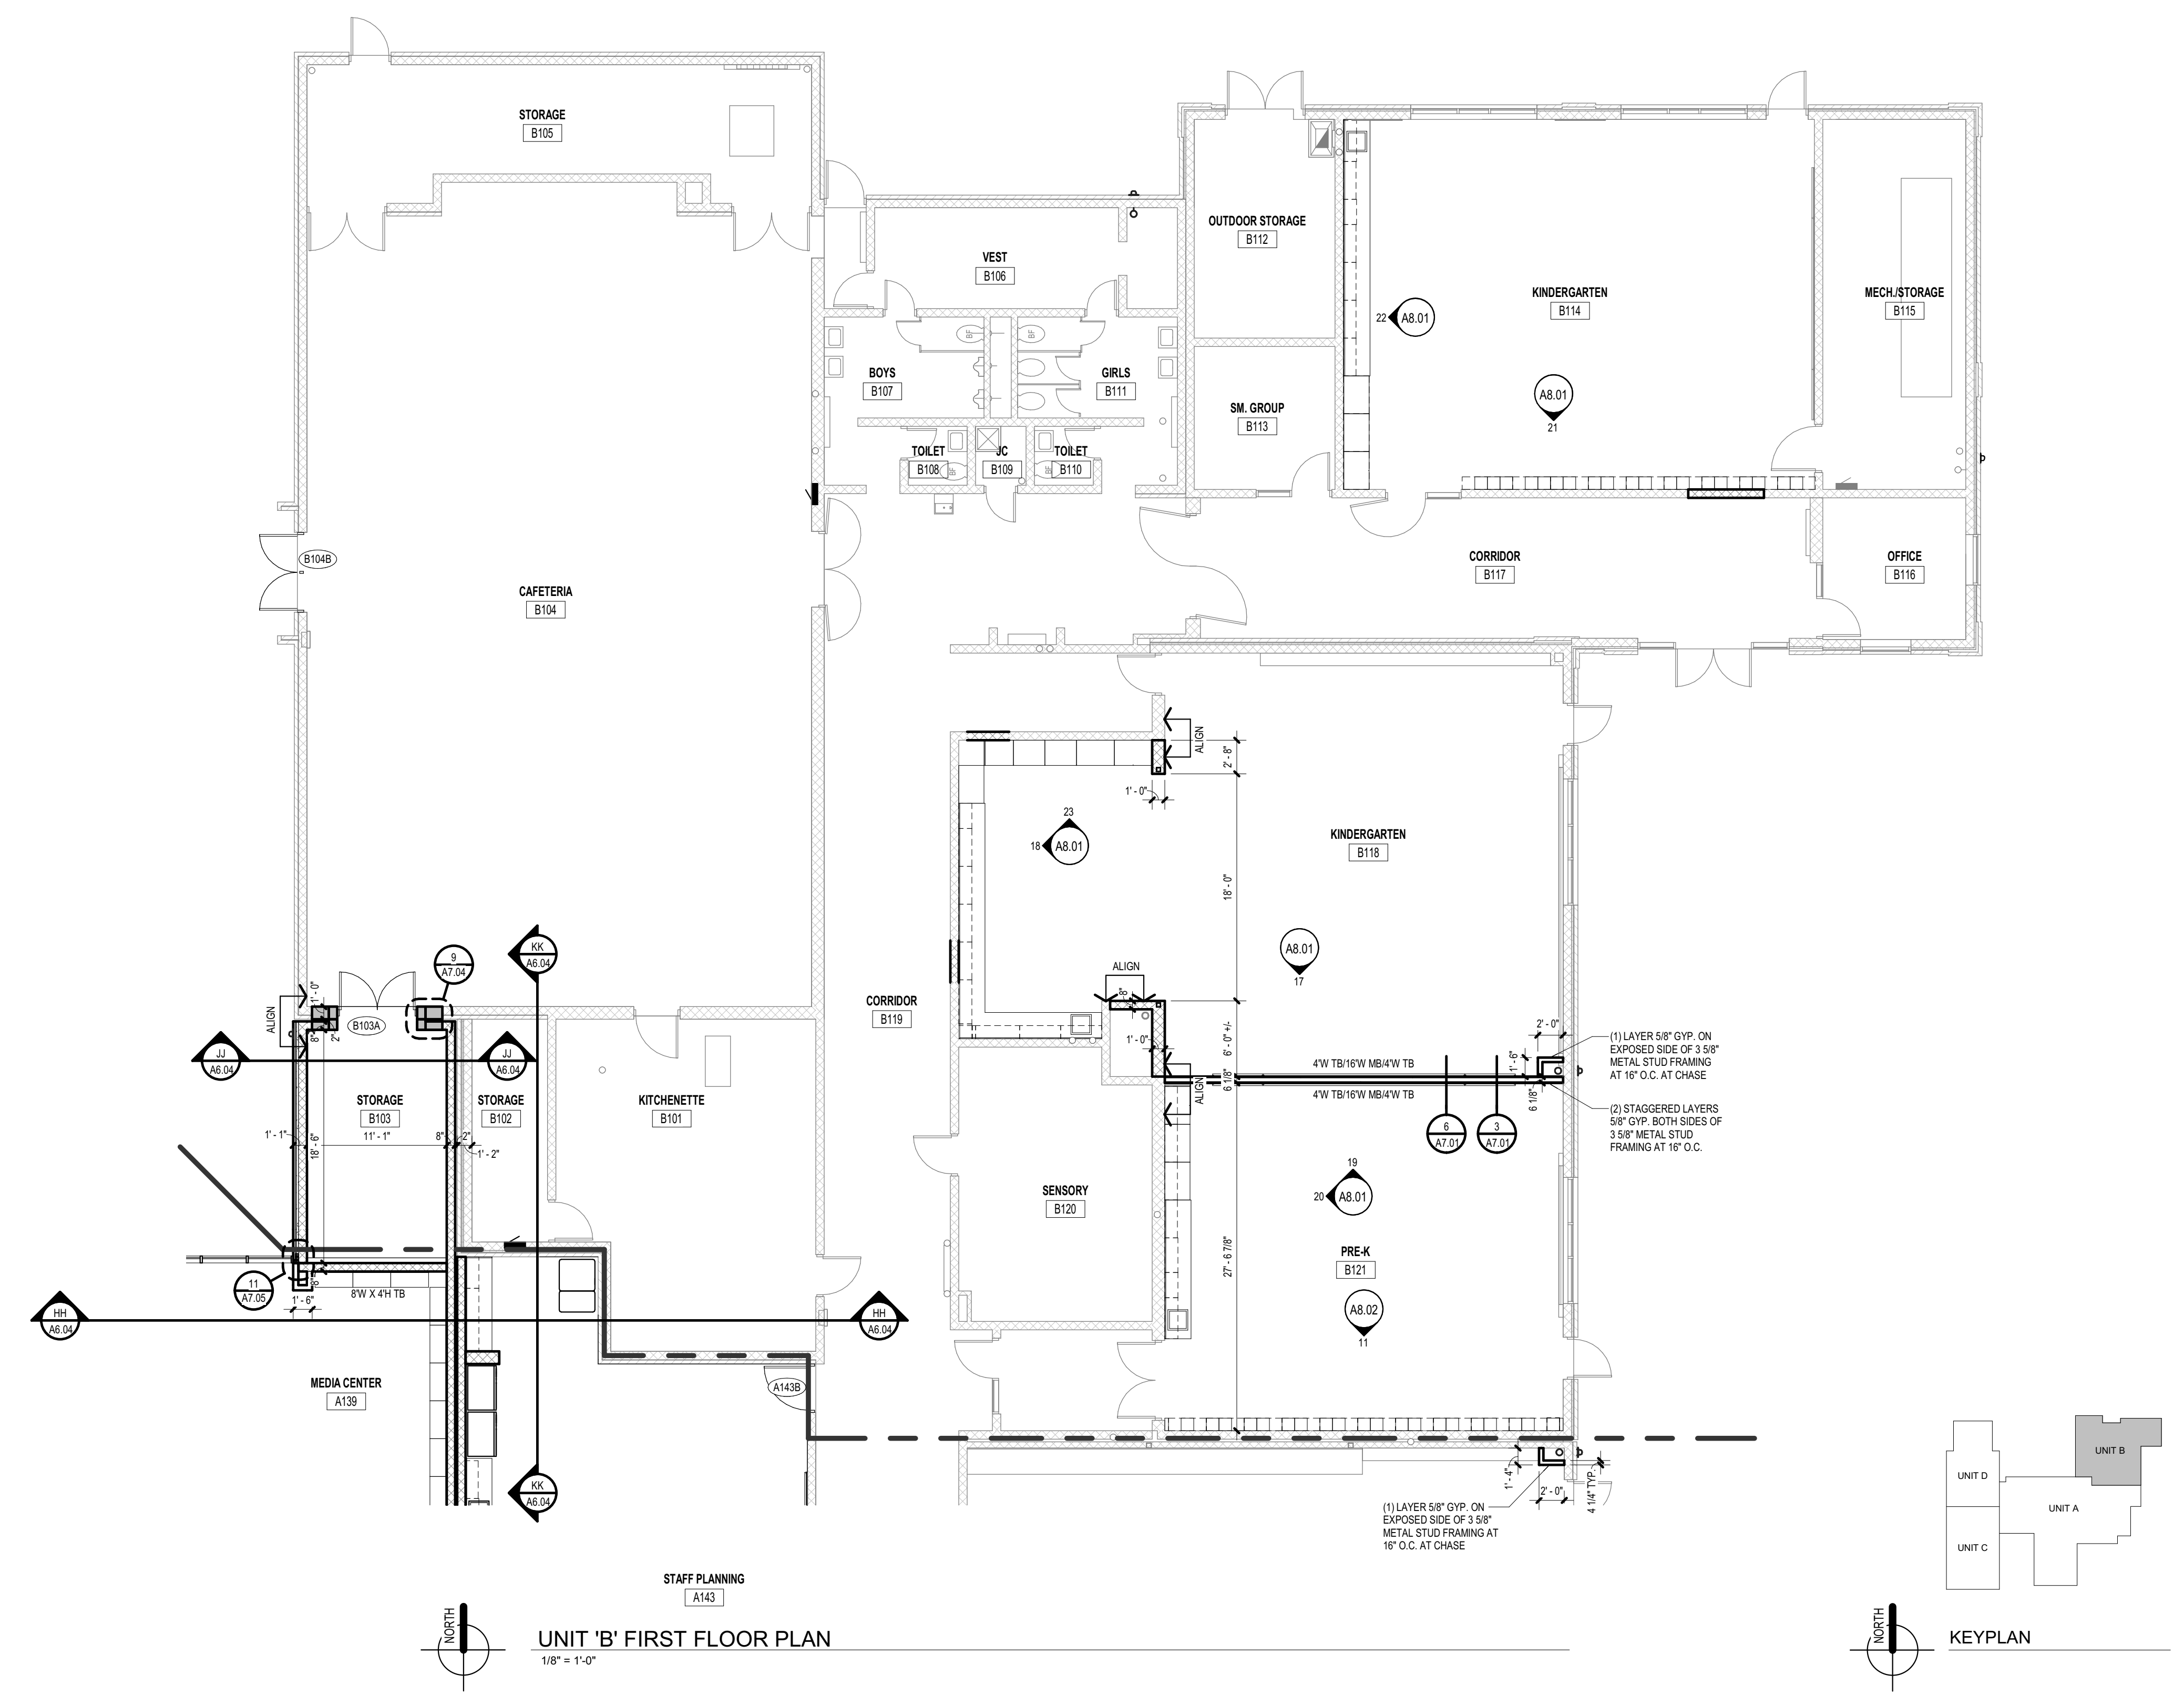 STORAGE
B105
OUTDOOR STORAGE
B112
VEST
B106
KINDERGARTEN
B114
MECH./STORAGE
B115
22
A8.01
BF
BF
BOYS
B107
GIRLS
B111
A8.01
21
SM. GROUP
B113
TOILET
B108
BF
JC
B109
TOILET
B110
BF
B104B
CORRIDOR
B117
OFFICE
B116
CAFETERIA
B104
ALIGN
2' - 8"
1' - 0"
23
18
A8.01
KINDERGARTEN
B118
18' - 0"
KK
A6.04
9
A7.04
A8.01
17
ALIGN
8"
CORRIDOR
B119
ALIGN
1' - 0"
8"
2"
B103A
1' - 0"
6' - 0" +/-
2' - 0"
1' - 6"
(1) LAYER 5/8" GYP. ON
EXPOSED SIDE OF 3 5/8"
METAL STUD FRAMING
AT 16" O.C. AT CHASE
JJ
A6.04
JJ
A6.04
4'W TB/16'W MB/4'W TB
4'W TB/16'W MB/4'W TB
6 1/8"
ALIGN
6 1/8"
STORAGE
B103
STORAGE
B102
KITCHENETTE
B101
(2) STAGGERED LAYERS
5/8" GYP. BOTH SIDES OF
3 5/8" METAL STUD
FRAMING AT 16" O.C.
6
A7.01
3
A7.01
1' - 1"
18' - 6"
11' - 1"
8"
2"
1' - 2"
SENSORY
B120
19
20
A8.01
27' - 6 7/8"
PRE-K
B121
11
A7.05
8"
8'W X 4'H TB
1' - 6"
HH
A6.04
HH
A6.04
A8.02
11
MEDIA CENTER
A139
A143B
KK
A6.04
1' - 4"
2' - 0"
4 1/4" TYP.
(1) LAYER 5/8" GYP. ON
EXPOSED SIDE OF 3 5/8"
METAL STUD FRAMING AT
16" O.C. AT CHASE
UNIT B
UNIT D
UNIT A
UNIT C
STAFF PLANNING
A143
NORTH
UNIT 'B' FIRST FLOOR PLAN
1/8" = 1'-0"
NORTH
KEYPLAN